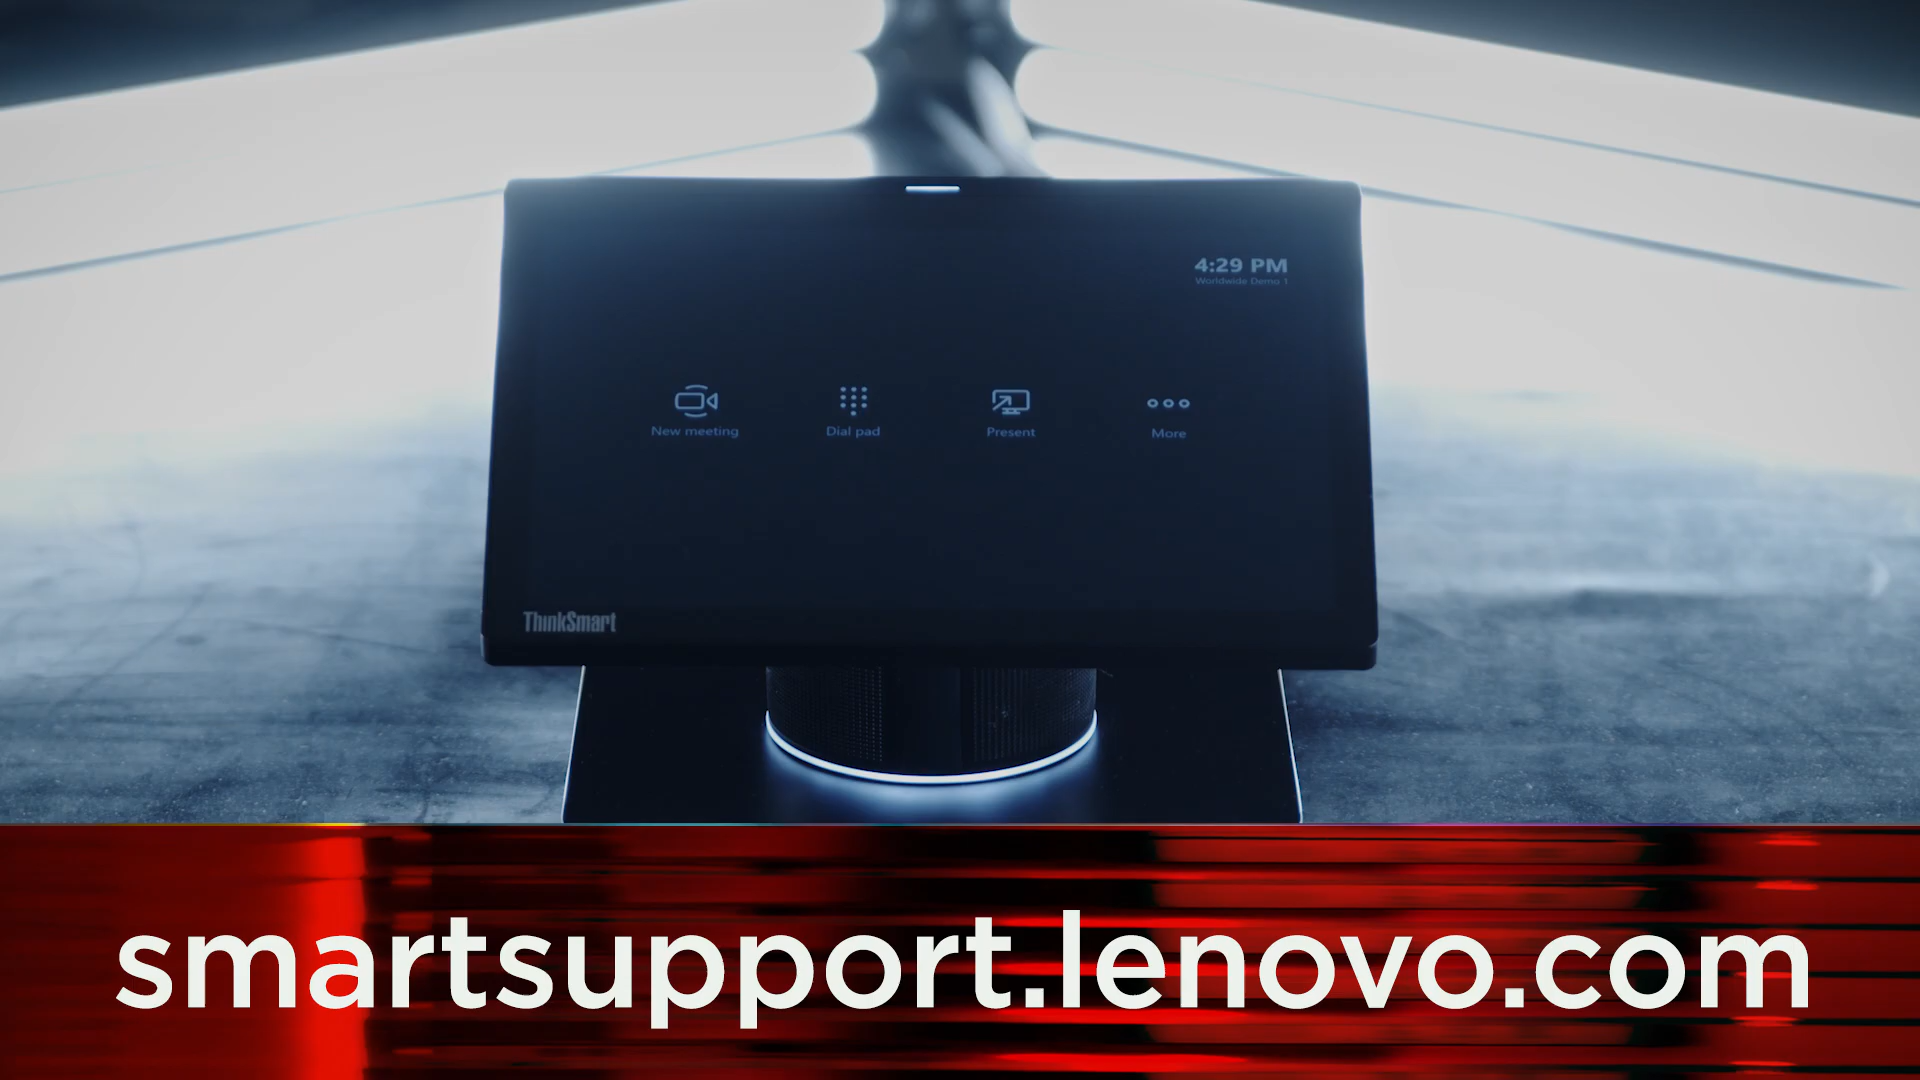 4:29 PM
Worldwide Demo 1
New meeting
Dial pad
Present
More
ThinkSmart
smartsupport.lenovo.com